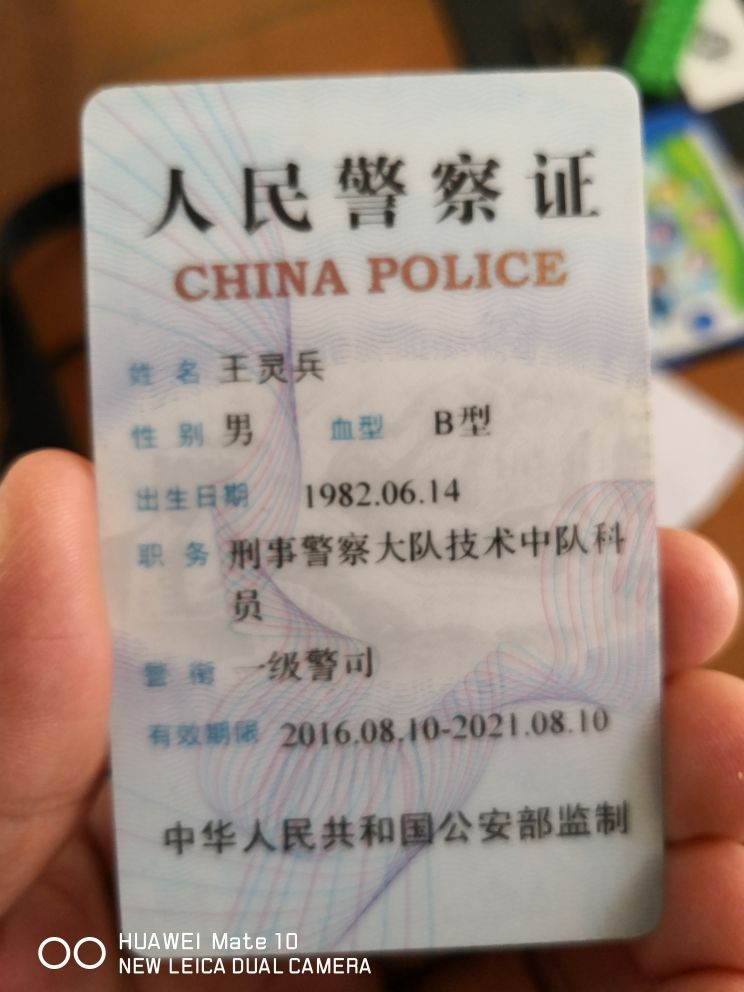 人民警察证
CHINA POLICE
姓 名 王灵兵
性 别 男 血型 B型
出生日期 1982.06.14
职 务 刑事警察大队技术中队科
员
警 衔 一级警司
有效期限 2016.08.10-2021.08.10
中华人民共和国公安部监制
HUAWEI Mate 10
NEW LEICA DUAL CAMERA